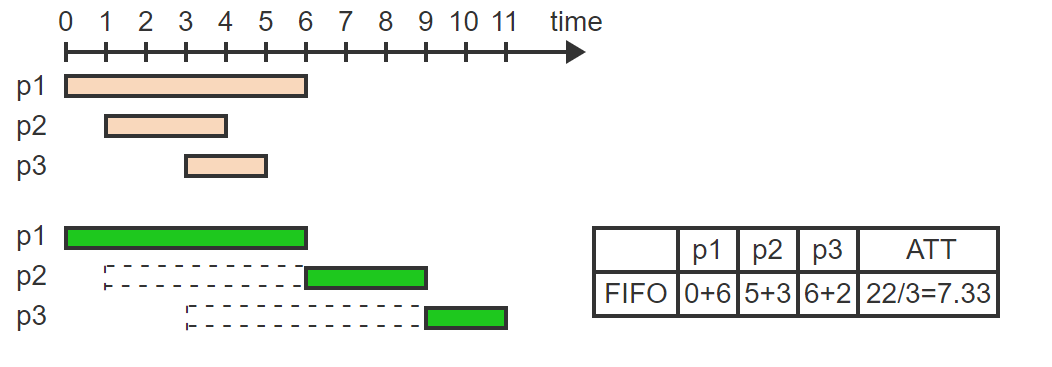 0 1 2 3 4 5 6 7 8 9 10 11 time
p1
p2
p3
p1
p2
p3
p1 p2 p3 ATT
FIFO 0+6 5+3 6+2 22/3=7.33